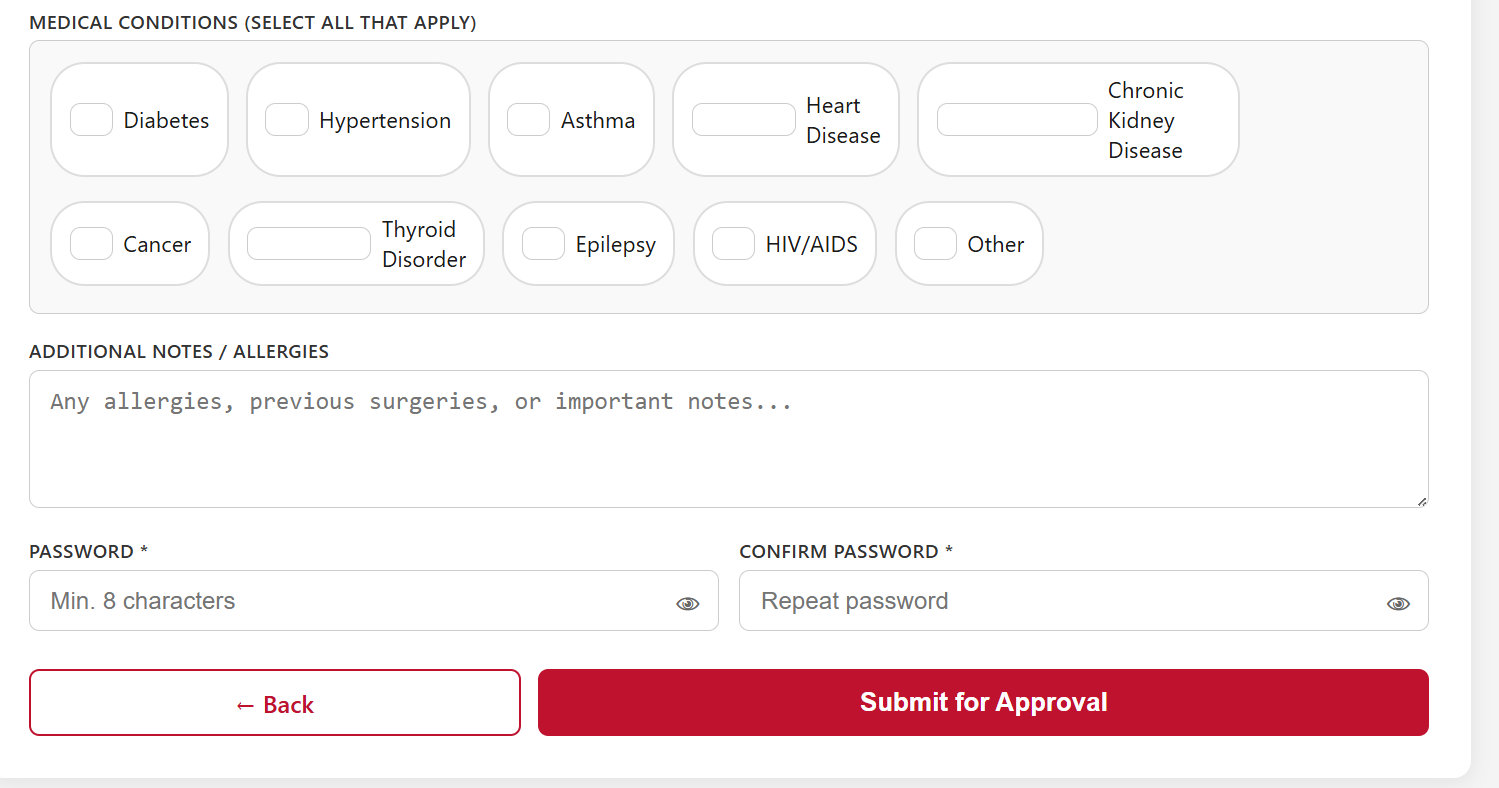 MEDICAL CONDITIONS (SELECT ALL THAT APPLY)
Diabetes
Hypertension
Asthma
Heart
Disease
Chronic
Kidney
Disease
Cancer
Thyroid
Disorder
Epilepsy
HIV/AIDS
Other
ADDITIONAL NOTES / ALLERGIES
Any allergies, previous surgeries, or important notes...
PASSWORD *
CONFIRM PASSWORD *
Min. 8 characters
Repeat password
← Back
Submit for Approval